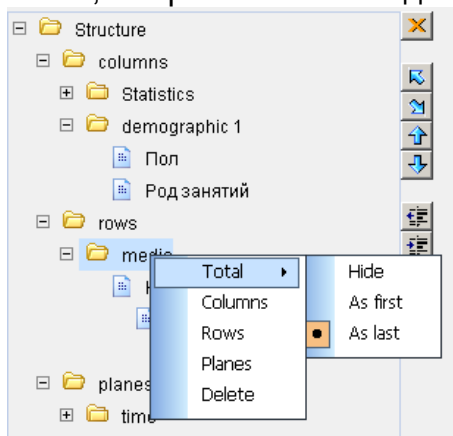 Structure
columns
Statistics
demographic 1
Пол
Род занятий
rows
media
Total
Hide
Columns
As first
Rows
As last
Planes
planes
Delete
time